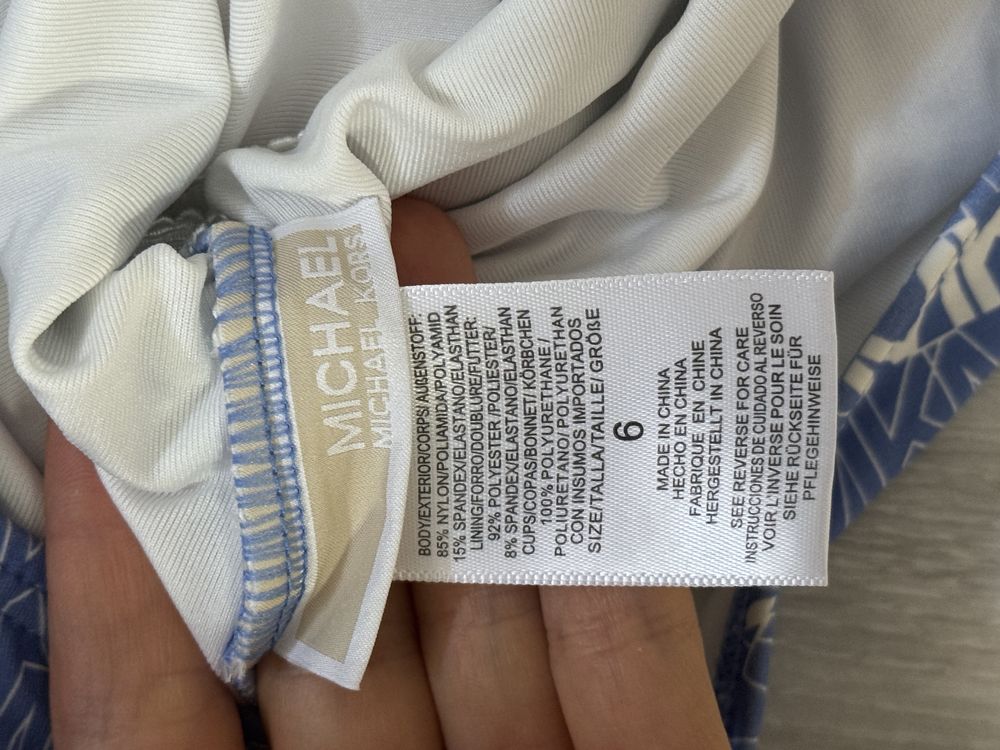 MICHAEL
MICHAEL KORS
BODY/EXTERIOR/CORPS/AUßENSTOFF:
85% NYLON/POLIAMIDA/POLYAMID
15% SPANDEX/ELASTANO/ELASTHAN
LINING/FORRO/DOUBLURE/FUTTER:
92% POLYESTER /POLIESTER/
8% SPANDEX/ELASTANO/ELASTHAN
CUPS/COPAS/BONNET/KÖRBCHEN
100% POLYURETHANE/
POLIURETANO/POLYURETHAN
CON INSUMOS IMPORTADOS
SIZE/TALLA/TAILLE/ GRÖßE
6
MADE IN CHINA
HECHO EN CHINA
FABRIQUE EN CHINE
HERGESTELLT IN CHINA
SEE REVERSE FOR CARE
INSTRUCCIONES DE CUIDADO AL REVERSO
VOIR L'INVERSE POUR LE SOIN
SIEHE RÜCKSEITE FÜR
PFLEGEHINWEISE